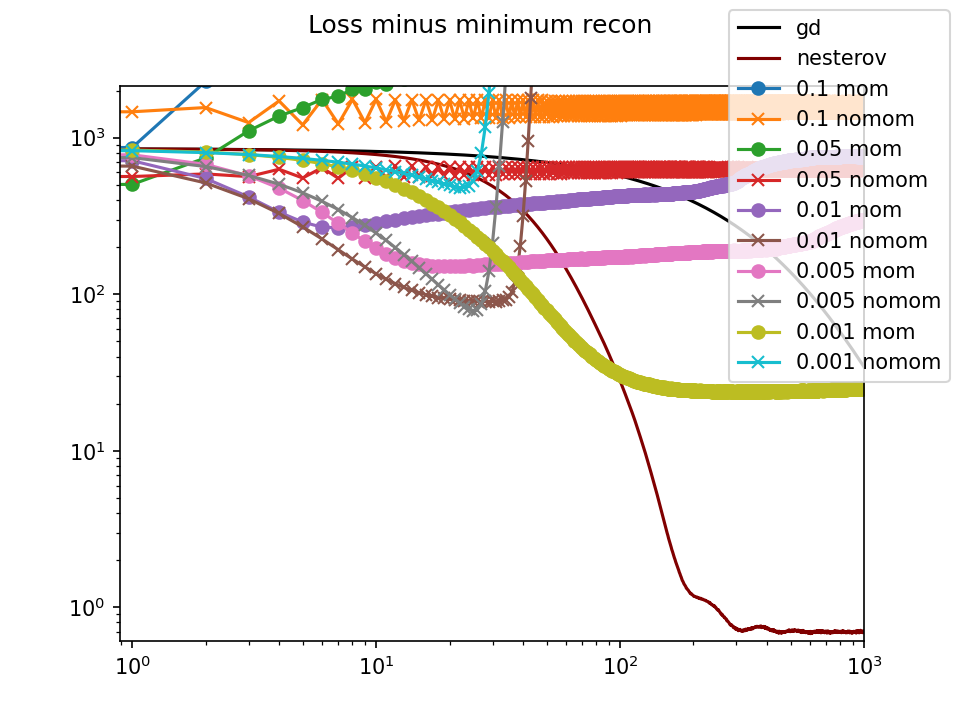 Loss minus minimum recon
gd
nesterov
0.1 mom
0.1 nomom
0.05 mom
0.05 nomom
0.01 mom
0.01 nomom
0.005 mom
0.005 nomom
0.001 mom
0.001 nomom
10³
10²
10¹
10⁰
10⁰ 10¹ 10² 10³